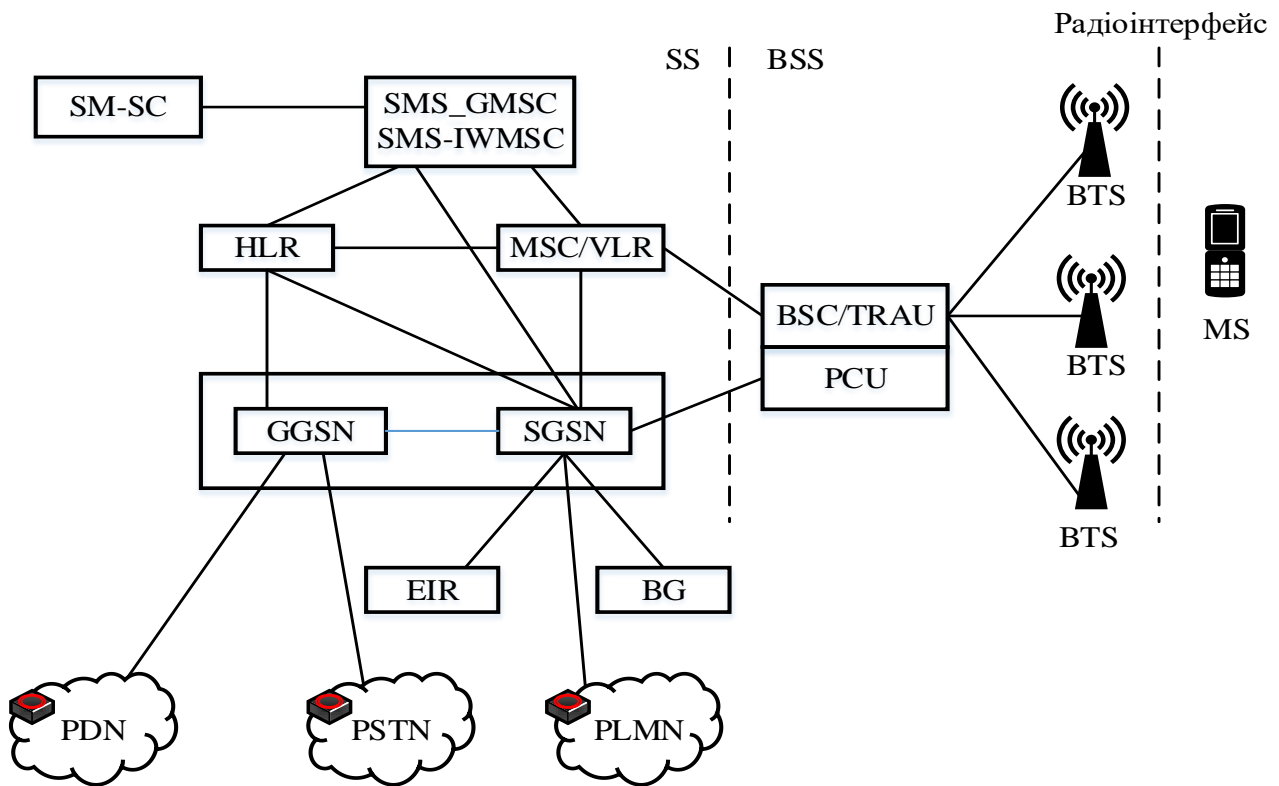 Радіоінтерфейс
SS
BSS
SM-SC
SMS_GMSC
SMS-IWMSC
BTS
HLR
MSC/VLR
BSC/TRAU
PCU
BTS
MS
GGSN
SGSN
BTS
EIR
BG
PDN
PSTN
PLMN